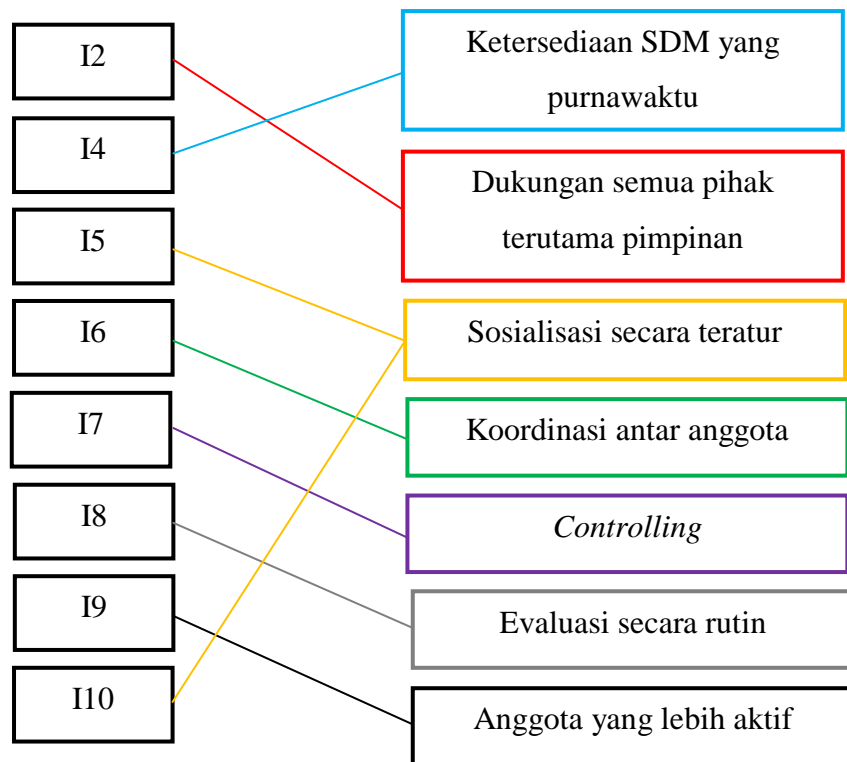 I2
I4
I5
I6
I7
I8
I9
I10
Ketersediaan SDM yang
purnawaktu
Dukungan semua pihak
terutama pimpinan
Sosialisasi secara teratur
Koordinasi antar anggota
Controlling
Evaluasi secara rutin
Anggota yang lebih aktif